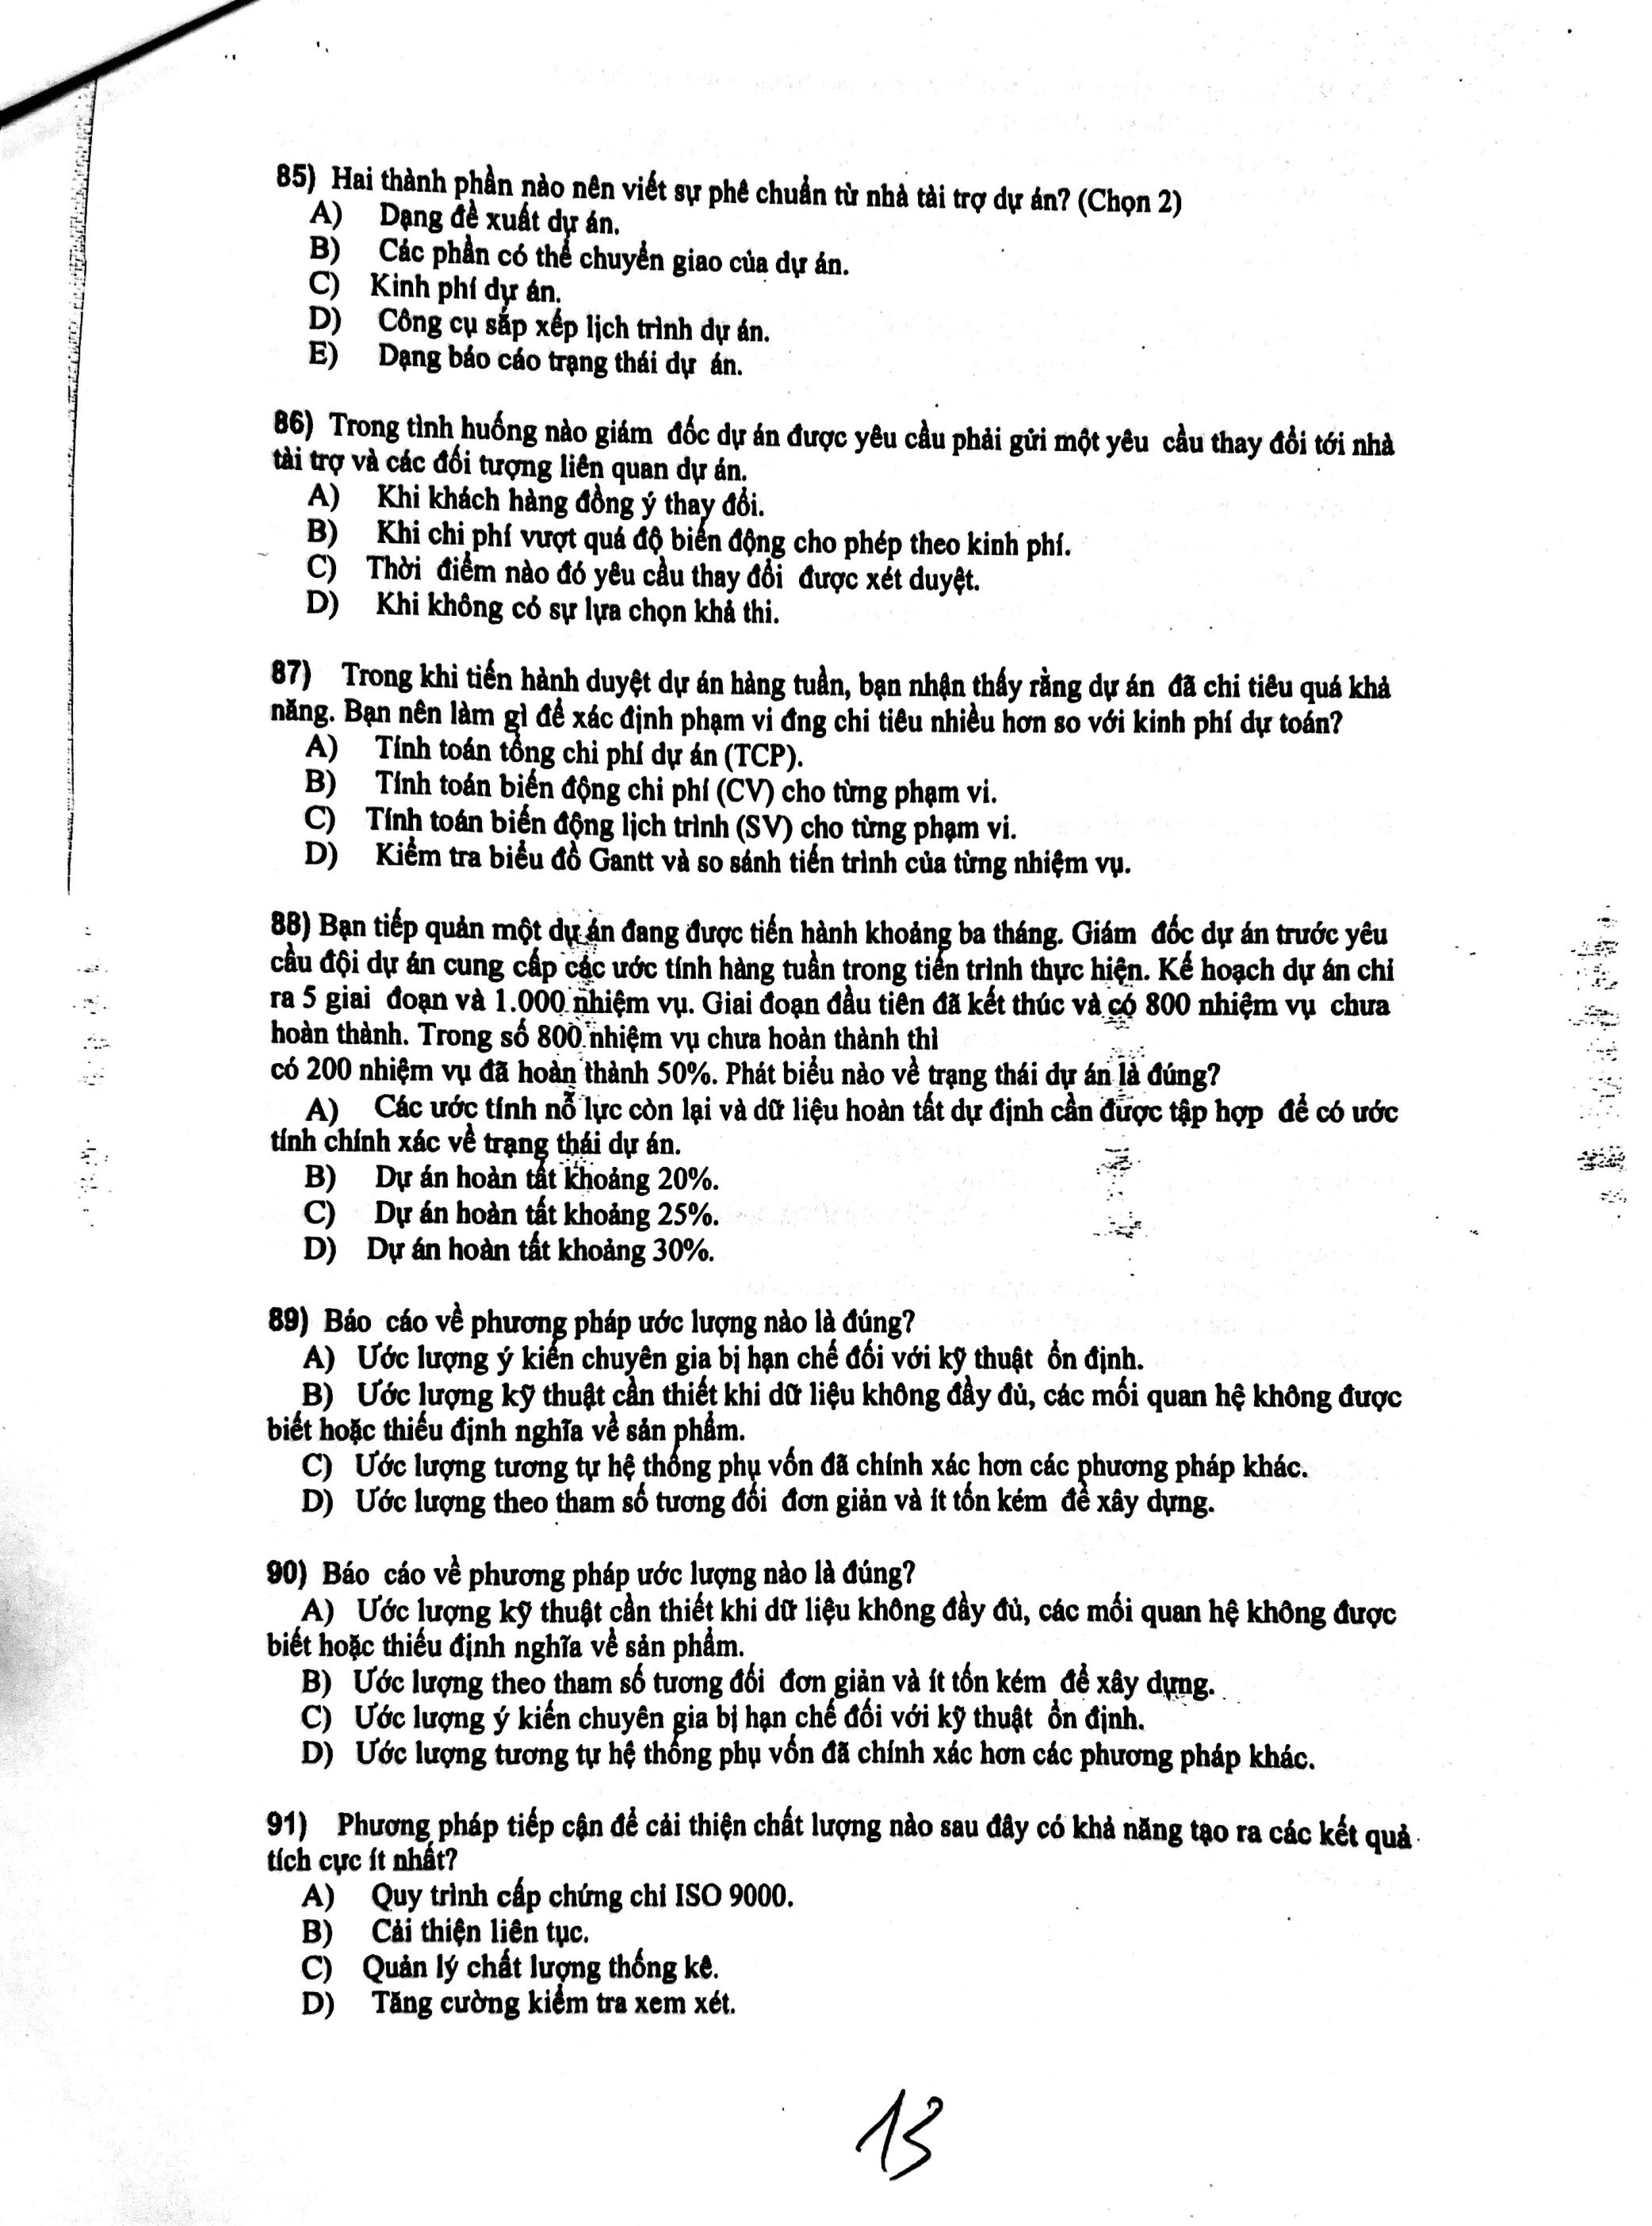 85) Hai thành phần nào nên viết sự phê chuẩn từ nhà tài trợ dự án? (Chọn 2)
A) Dạng đề xuất dự án.
B) Các phần có thể chuyển giao của dự án.
C) Kinh phí dự án.
D) Công cụ sắp xếp lịch trình dự án.
E) Dạng báo cáo trạng thái dự án.
86) Trong tình huống nào giám đốc dự án được yêu cầu phải gửi một yêu cầu thay đổi tới nhà
tài trợ và các đối tượng liên quan dự án.
A) Khi khách hàng đồng ý thay đổi.
B) Khi chi phí vượt quá độ biến động cho phép theo kinh phí.
C) Thời điểm nào đó yêu cầu thay đổi được xét duyệt.
D) Khi không có sự lựa chọn khả thi.
87) Trong khi tiến hành duyệt dự án hàng tuần, bạn nhận thấy rằng dự án đã chi tiêu quá khả
năng. Bạn nên làm gì để xác định phạm vi đng chi tiêu nhiều hơn so với kinh phí dự toán?
A) Tính toán tổng chi phí dự án (TCP).
B) Tính toán biến động chi phí (CV) cho từng phạm vi.
C) Tính toán biến động lịch trình (SV) cho từng phạm vi.
D) Kiểm tra biểu đồ Gantt và so sánh tiến trình của từng nhiệm vụ.
88) Bạn tiếp quản một dự án đang được tiến hành khoảng ba tháng. Giám đốc dự án trước yêu
cầu đội dự án cung cấp các ước tính hàng tuần trong tiến trình thực hiện. Kế hoạch dự án chỉ
ra 5 giai đoạn và 1.000 nhiệm vụ. Giai đoạn đầu tiên đã kết thúc và có 800 nhiệm vụ chưa
hoàn thành. Trong số 800 nhiệm vụ chưa hoàn thành thì
có 200 nhiệm vụ đã hoàn thành 50%. Phát biểu nào về trạng thái dự án là đúng?
A) Các ước tính nỗ lực còn lại và dữ liệu hoàn tất dự định cần được tập hợp để có ước
tính chính xác về trạng thái dự án.
B) Dự án hoàn tất khoảng 20%.
C) Dự án hoàn tất khoảng 25%.
D) Dự án hoàn tất khoảng 30%.
89) Báo cáo về phương pháp ước lượng nào là đúng?
A) Ước lượng ý kiến chuyên gia bị hạn chế đối với kỹ thuật ổn định.
B) Ước lượng kỹ thuật cần thiết khi dữ liệu không đầy đủ, các mối quan hệ không được
biết hoặc thiếu định nghĩa về sản phẩm.
C) Ước lượng tương tự hệ thống phụ vốn đã chính xác hơn các phương pháp khác.
D) Ước lượng theo tham số tương đối đơn giản và ít tốn kém để xây dựng.
90) Báo cáo về phương pháp ước lượng nào là đúng?
A) Ước lượng kỹ thuật cần thiết khi dữ liệu không đầy đủ, các mối quan hệ không được
biết hoặc thiếu định nghĩa về sản phẩm.
B) Ước lượng theo tham số tương đối đơn giản và ít tốn kém để xây dựng.
C) Ước lượng ý kiến chuyên gia bị hạn chế đối với kỹ thuật ổn định.
D) Ước lượng tương tự hệ thống phụ vốn đã chính xác hơn các phương pháp khác.
91) Phương pháp tiếp cận để cải thiện chất lượng nào sau đây có khả năng tạo ra các kết quả
tích cực ít nhất?
A) Quy trình cấp chứng chỉ ISO 9000.
B) Cải thiện liên tục.
C) Quản lý chất lượng thống kê.
D) Tăng cường kiểm tra xem xét.
13